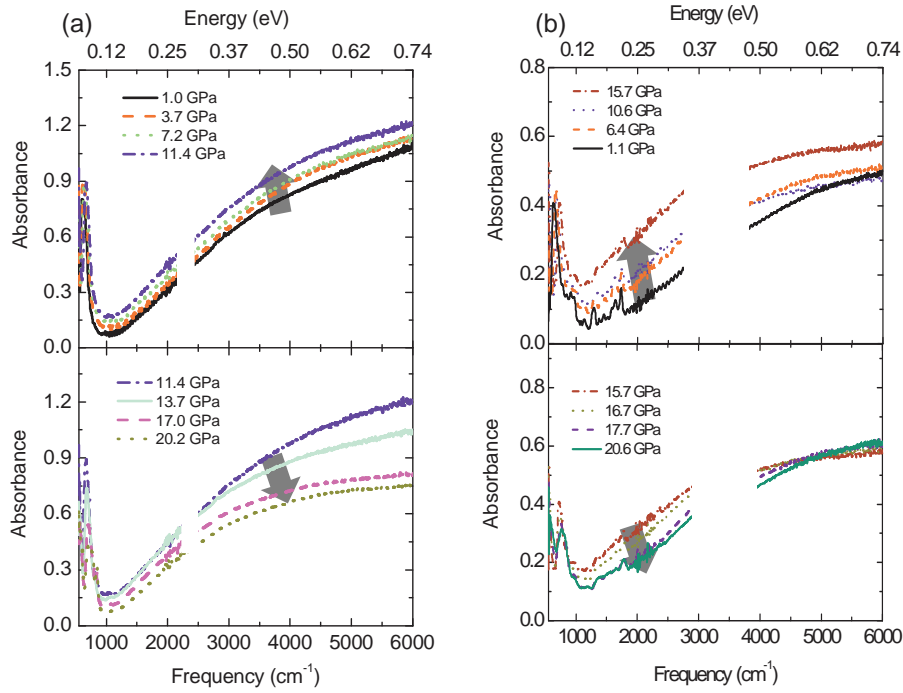 (a)
Energy (eV)
0.12 0.25 0.37 0.50 0.62 0.74
1.5
1.2
0.9
0.6
0.3
0.0
Absorbance
1.0 GPa
3.7 GPa
7.2 GPa
11.4 GPa
1.2
0.9
0.6
0.3
0.0
Absorbance
11.4 GPa
13.7 GPa
17.0 GPa
20.2 GPa
1000 2000 3000 4000 5000 6000
Frequency (cm⁻¹)
(b)
Energy (eV)
0.12 0.25 0.37 0.50 0.62 0.74
0.8
0.6
0.4
0.2
0.0
Absorbance
15.7 GPa
10.6 GPa
6.4 GPa
1.1 GPa
0.8
0.6
0.4
0.2
0.0
Absorbance
15.7 GPa
16.7 GPa
17.7 GPa
20.6 GPa
1000 2000 3000 4000 5000 6000
Frequency (cm⁻¹)